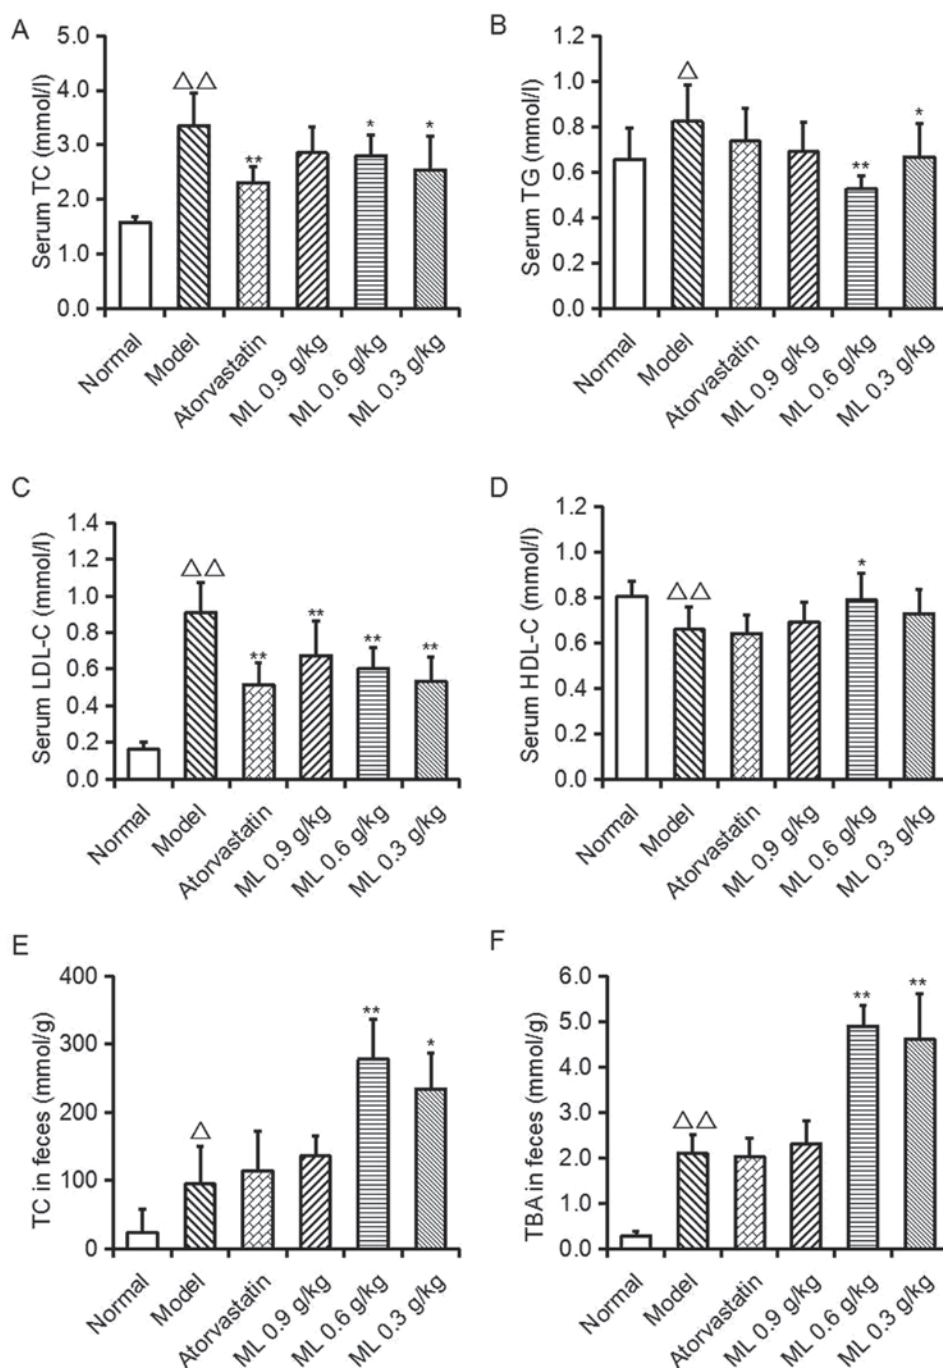 A
Serum TC (mmol/l)
5.0
4.0
3.0
2.0
1.0
0.0
△△
**
*
*
Normal
Model
Atorvastatin
ML 0.9 g/kg
ML 0.6 g/kg
ML 0.3 g/kg
B
Serum TG (mmol/l)
1.2
1.0
0.8
0.6
0.4
0.2
0.0
△
**
*
Normal
Model
Atorvastatin
ML 0.9 g/kg
ML 0.6 g/kg
ML 0.3 g/kg
C
Serum LDL-C (mmol/l)
1.4
1.2
1.0
0.8
0.6
0.4
0.2
0.0
△△
**
**
**
**
Normal
Model
Atorvastatin
ML 0.9 g/kg
ML 0.6 g/kg
ML 0.3 g/kg
D
Serum HDL-C (mmol/l)
1.2
1.0
0.8
0.6
0.4
0.2
0.0
△△
*
Normal
Model
Atorvastatin
ML 0.9 g/kg
ML 0.6 g/kg
ML 0.3 g/kg
E
TC in feces (mmol/g)
400
300
200
100
0
△
**
*
Normal
Model
Atorvastatin
ML 0.9 g/kg
ML 0.6 g/kg
ML 0.3 g/kg
F
TBA in feces (mmol/g)
6.0
5.0
4.0
3.0
2.0
1.0
0.0
△△
**
**
Normal
Model
Atorvastatin
ML 0.9 g/kg
ML 0.6 g/kg
ML 0.3 g/kg